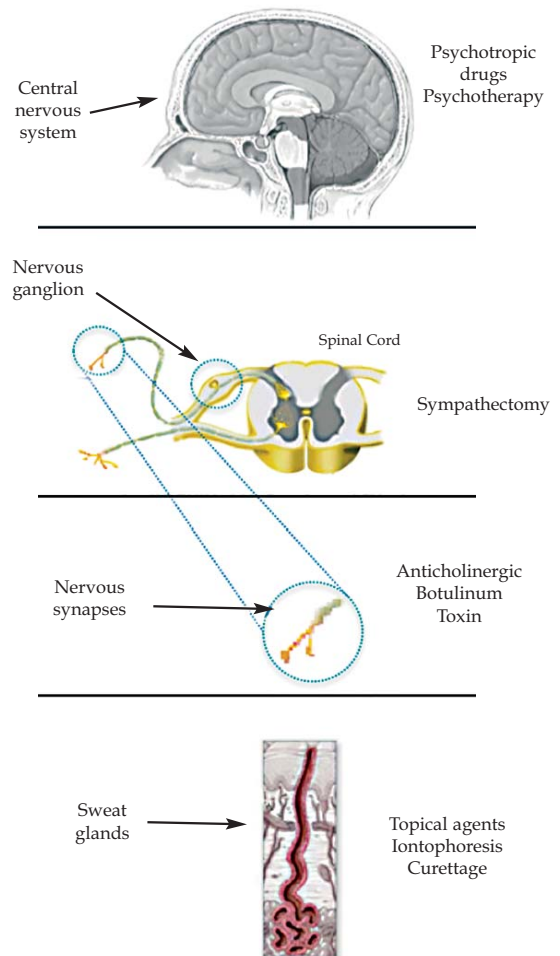 Central
nervous
system
Psychotropic
drugs
Psychotherapy
Nervous
ganglion
Spinal Cord
Sympathectomy
Nervous
synapses
Anticholinergic
Botulinum
Toxin
Sweat
glands
Topical agents
Iontophoresis
Curettage